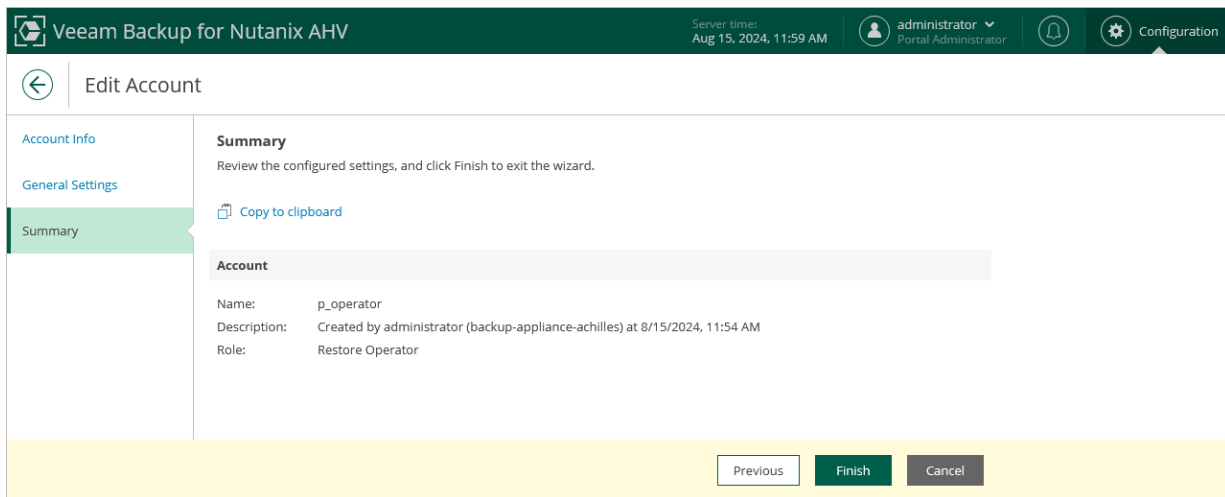 Veeam Backup for Nutanix AHV
Server time:
Aug 15, 2024, 11:59 AM
administrator
Portal Administrator
Configuration
Edit Account
Account Info
General Settings
Summary
Summary
Review the configured settings, and click Finish to exit the wizard.
Copy to clipboard
Account
Name: p_operator
Description: Created by administrator (backup-appliance-achilles) at 8/15/2024, 11:54 AM
Role: Restore Operator
Previous
Finish
Cancel